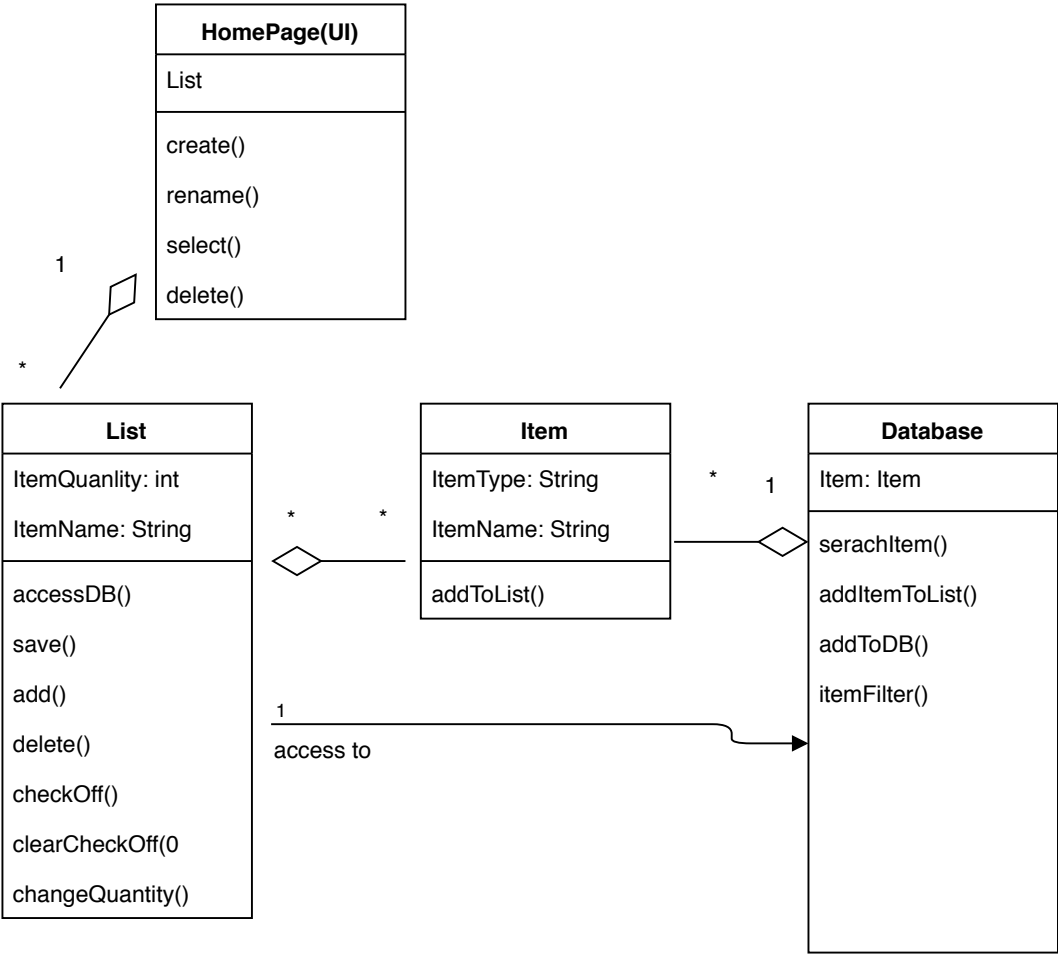 HomePage(UI)
List
create()
rename()
select()
delete()
1
*
List
ItemQuanlity: int
ItemName: String
accessDB()
save()
add()
delete()
checkOff()
clearCheckOff(0
changeQuantity()
* *
Item
ItemType: String
ItemName: String
addToList()
* 1
Database
Item: Item
serachItem()
addItemToList()
addToDB()
itemFilter()
1
access to